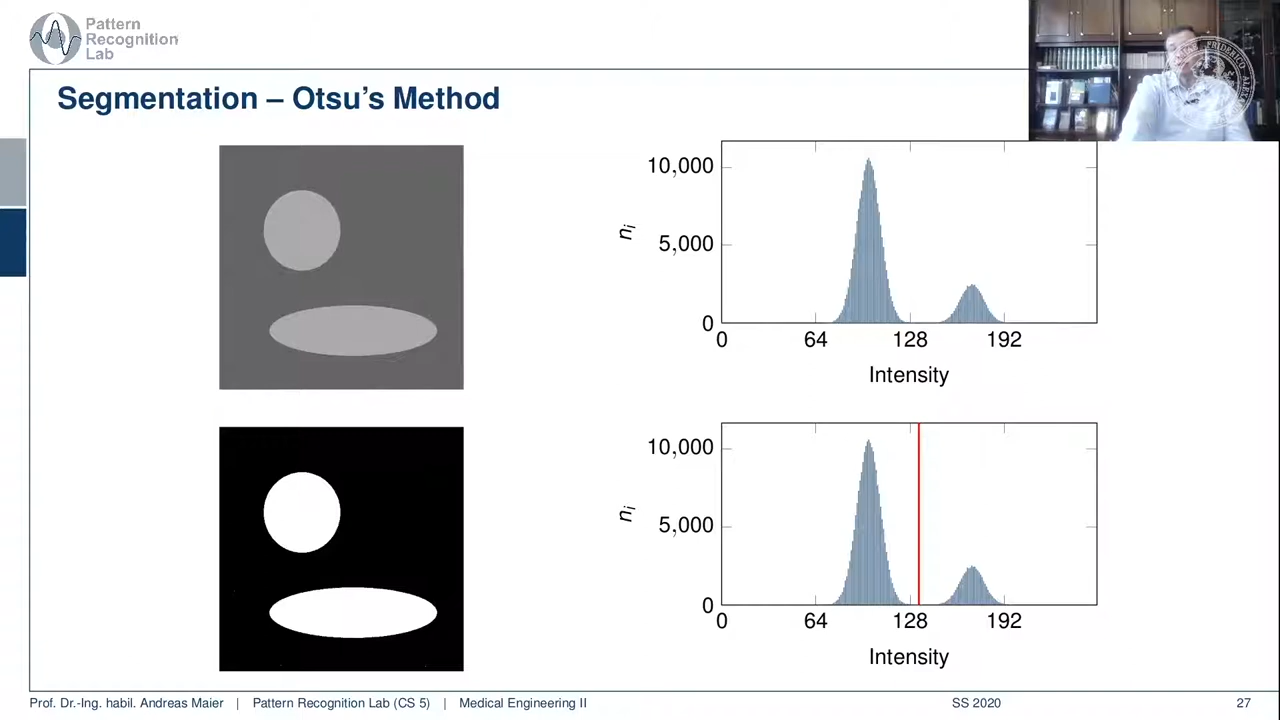 Pattern
Recognition
Lab
Segmentation – Otsu's Method
10,000
5,000
0
n_i
0 64 128 192
Intensity
10,000
5,000
0
n_i
0 64 128 192
Intensity
Prof. Dr.-Ing. habil. Andreas Maier | Pattern Recognition Lab (CS 5) | Medical Engineering II SS 2020 27